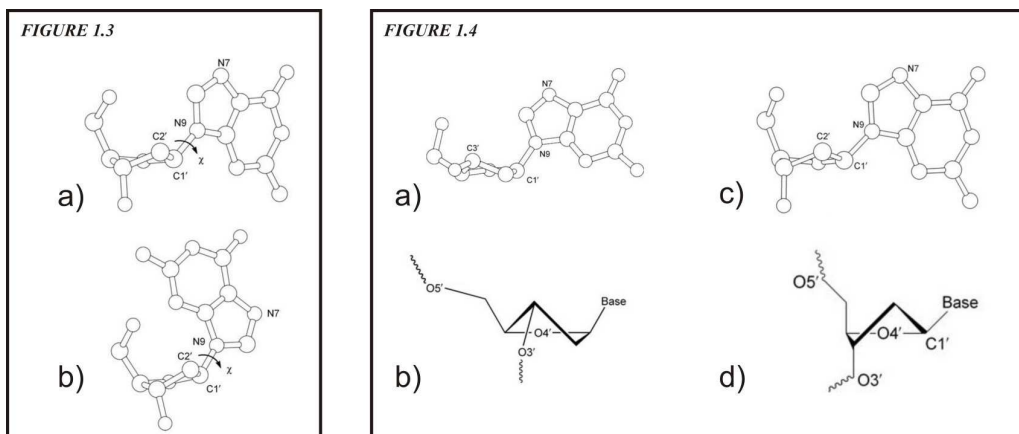 FIGURE 1.3
N7
N9
C2′
χ
C1′
a)
N7
N9
C2′
χ
C1′
b)
FIGURE 1.4
N7
N9
C3′
C1′
a)
O5′
Base
O4′
O3′
b)
N7
N9
C2′
C1′
c)
O5′
Base
O4′
C1′
O3′
d)